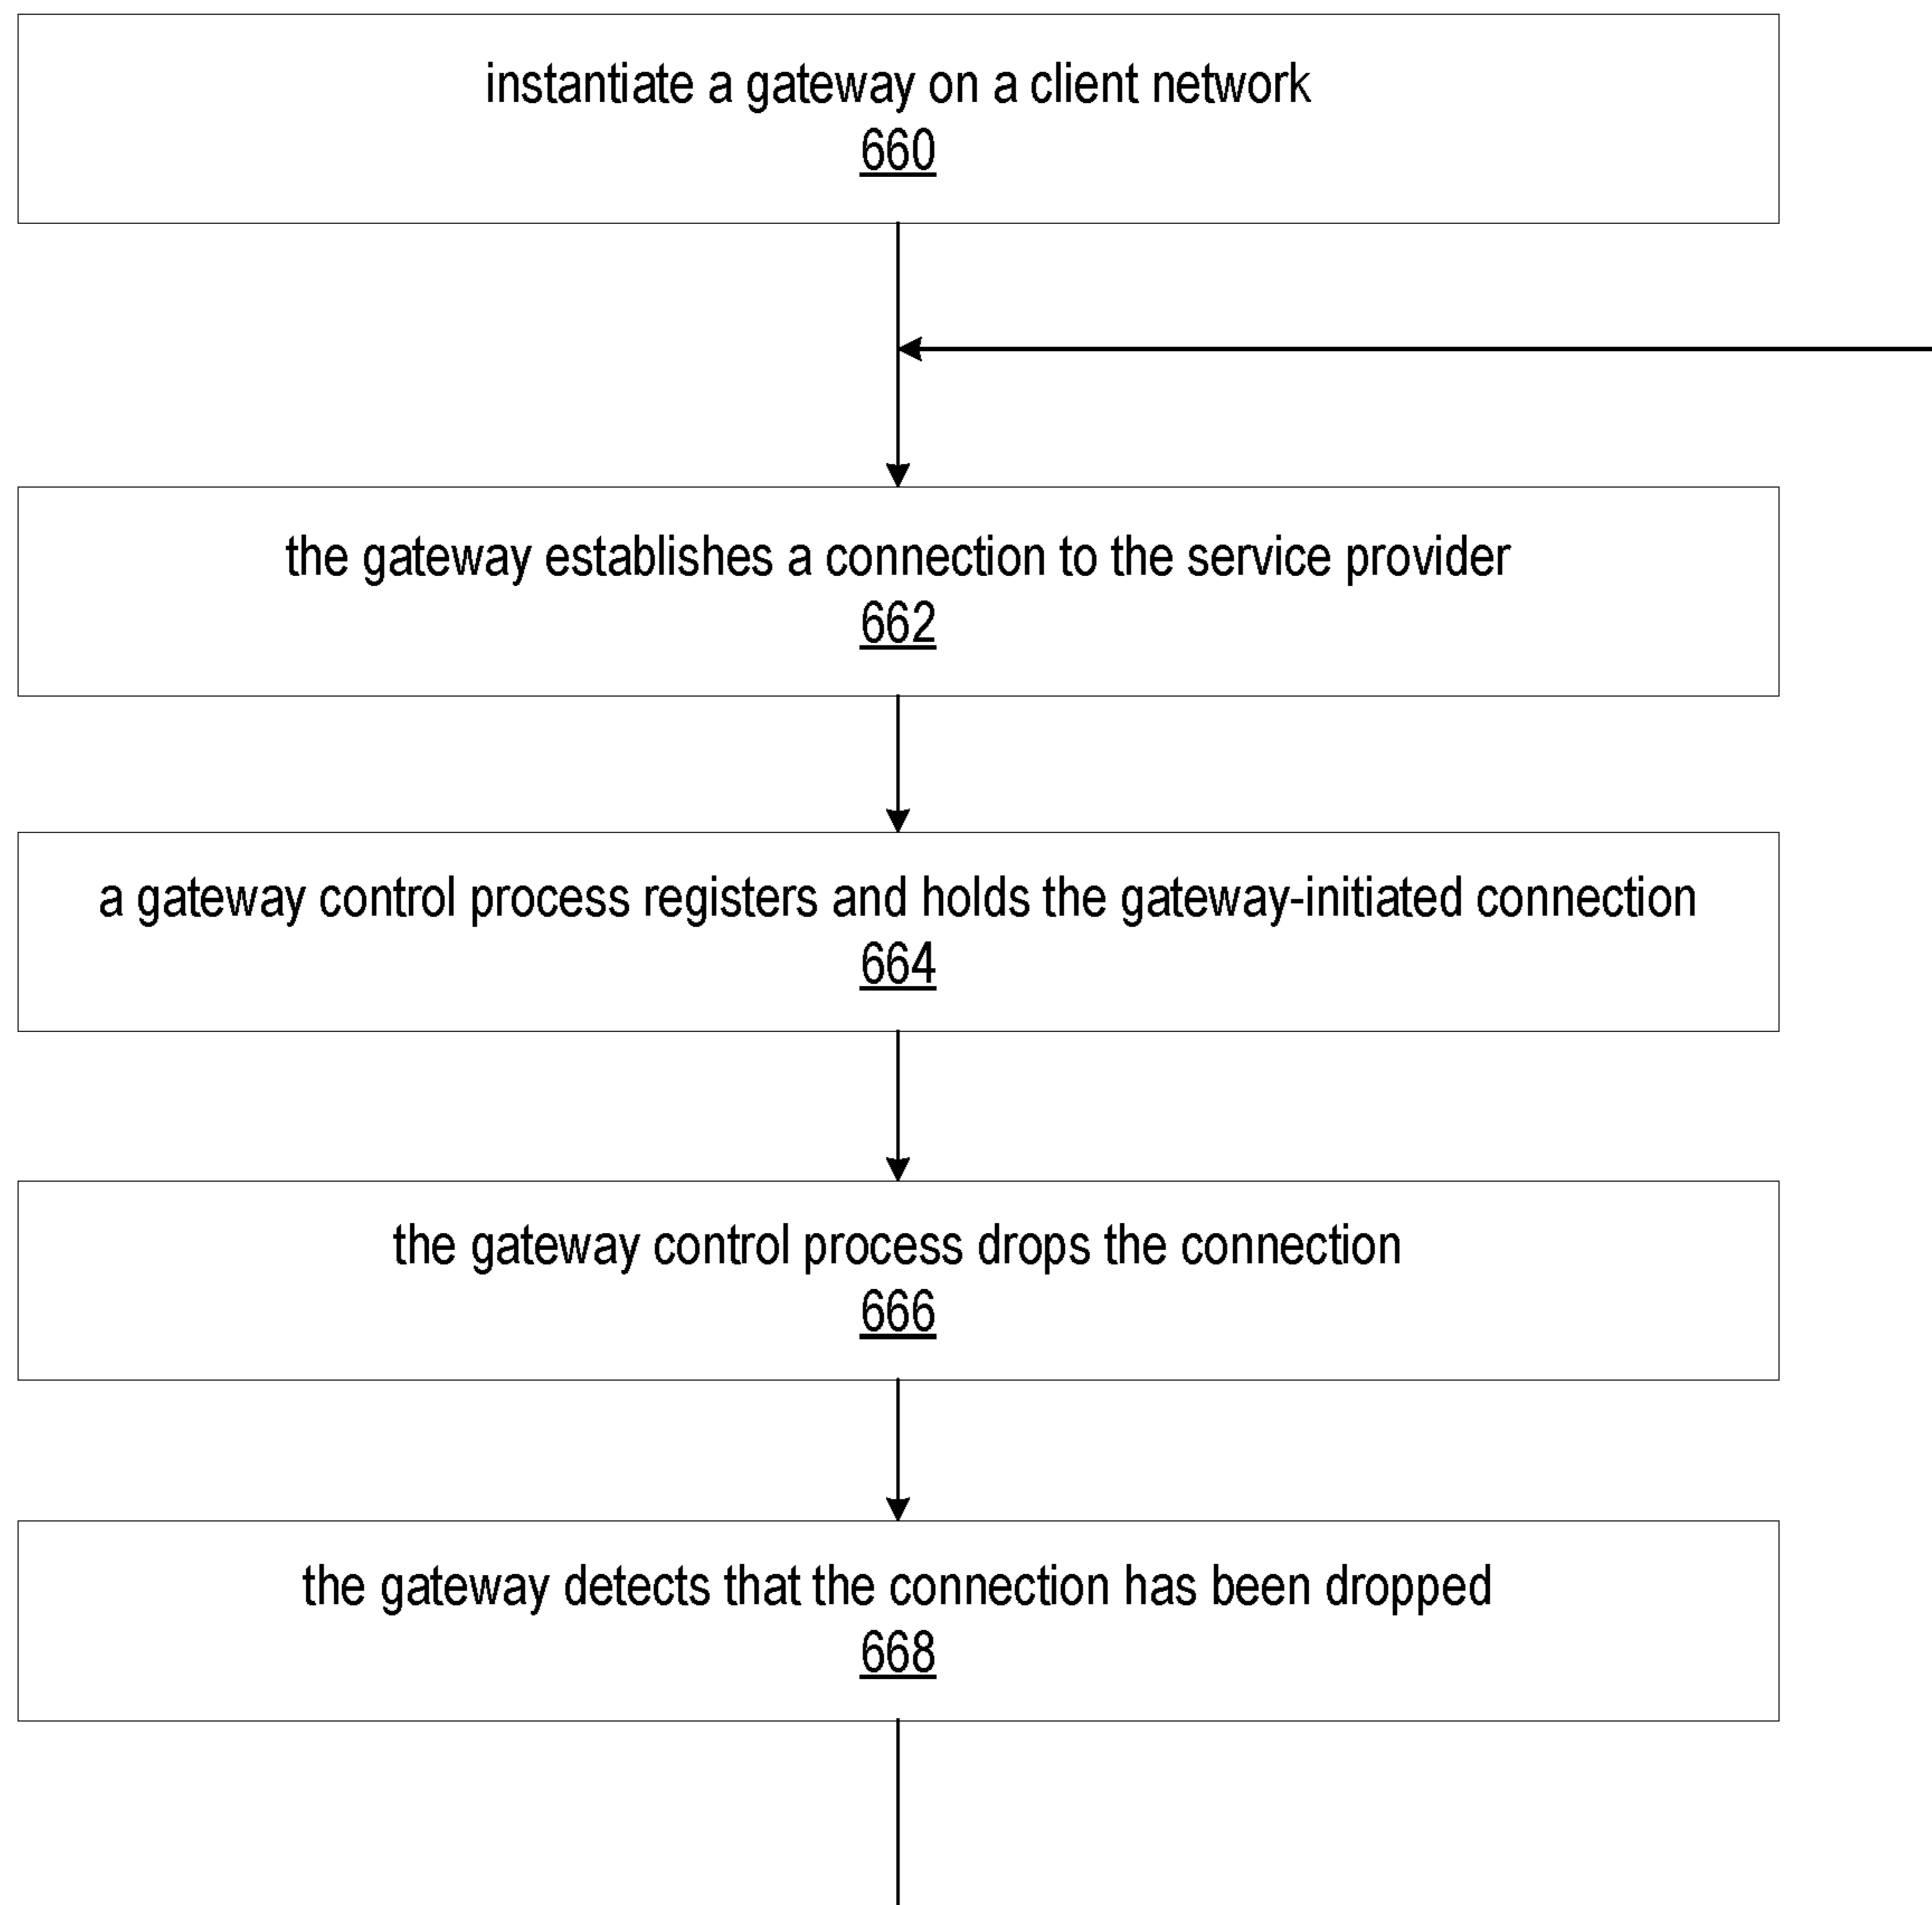 instantiate a gateway on a client network
660
the gateway establishes a connection to the service provider
662
a gateway control process registers and holds the gateway-initiated connection
664
the gateway control process drops the connection
666
the gateway detects that the connection has been dropped
668